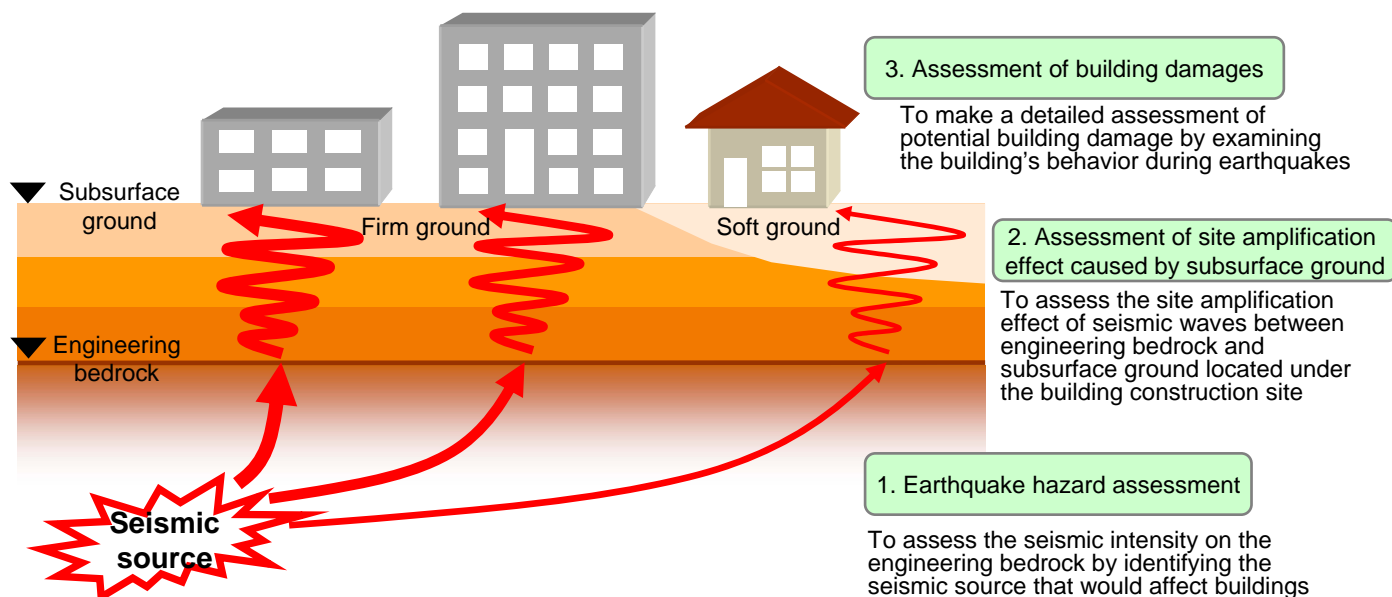 3. Assessment of building damages
To make a detailed assessment of
potential building damage by examining
the building’s behavior during earthquakes
Subsurface
ground
Firm ground
Soft ground
2. Assessment of site amplification
effect caused by subsurface ground
To assess the site amplification
effect of seismic waves between
engineering bedrock and
subsurface ground located under
the building construction site
Engineering
bedrock
1. Earthquake hazard assessment
Seismic
source
To assess the seismic intensity on the
engineering bedrock by identifying the
seismic source that would affect buildings